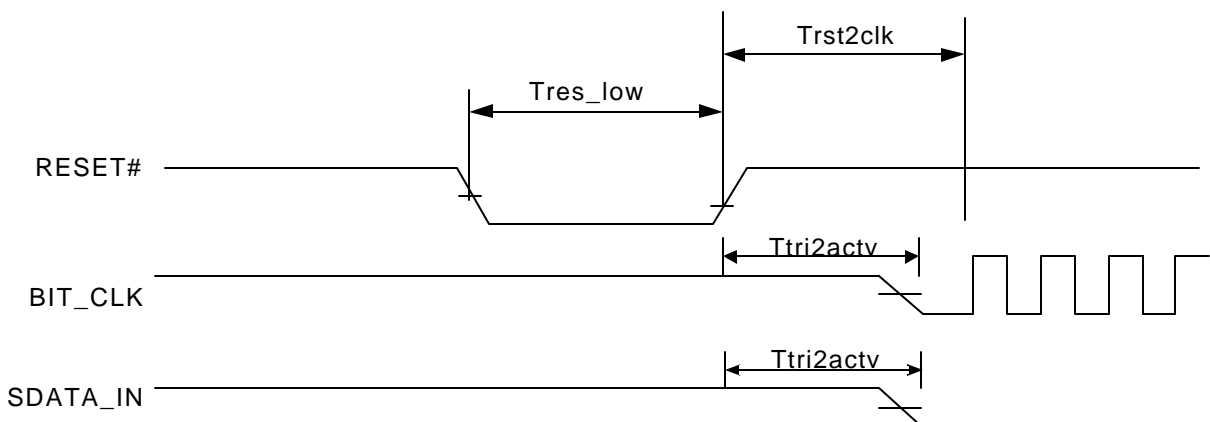 Trst2clk
Tres_low
RESET#
Ttri2actv
BIT_CLK
Ttri2actv
SDATA_IN